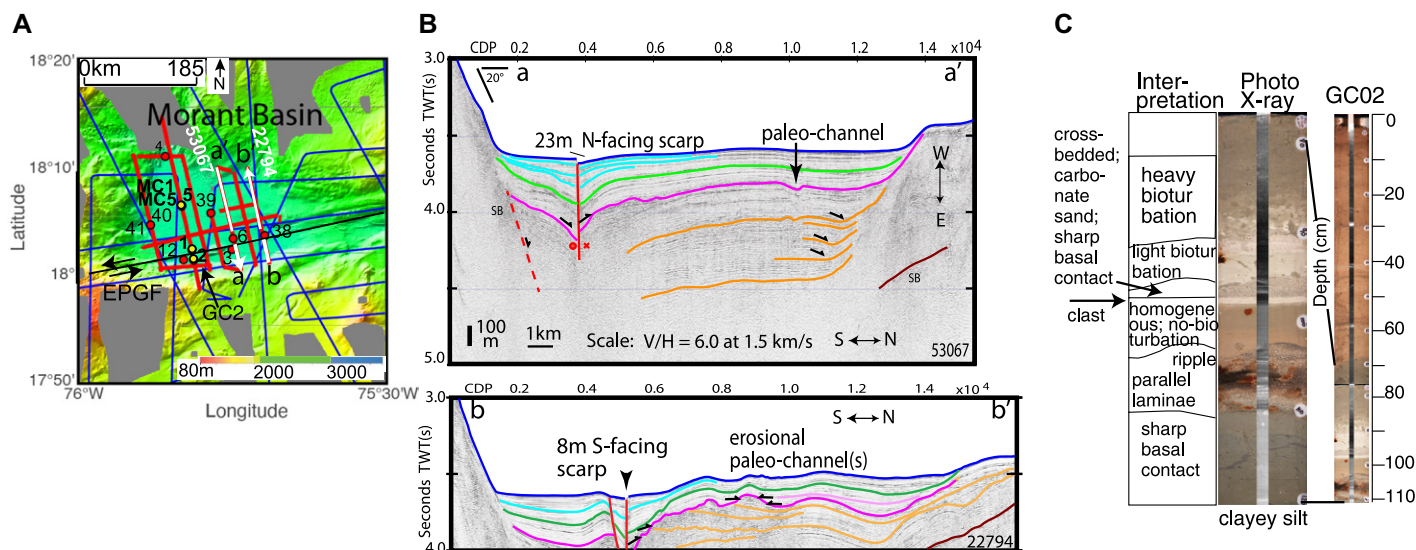 A
18°20'
0km 185
N
Morant Basin
53067
22794
a'
b'
4
MC1
MC5.5
39
40
41
18°10'
Latitude
1
12
2
3
6
38
18°
a
b
EPGF
GC2
80m 2000 3000
17°50'
76°W
75°30'W
Longitude
B
CDP 0.2 0.4 0.6 0.8 1.0 1.2 1.4 x10⁴
3.0
a
a'
20°
23m N-facing scarp
paleo-channel
W
E
Seconds TWT(s)
4.0
SB
SB
100 m
1km
Scale: V/H = 6.0 at 1.5 km/s
S N
5.0
53067
CDP 0.2 0.4 0.6 0.8 1.0 1.2 x10⁴
3.0
b
b'
S N
8m S-facing
scarp
erosional
paleo-channel(s)
Seconds TWT(s)
4.0
22794
C
Inter-
pretation
Photo
X-ray
GC02
cross-
bedded;
carbo-
nate
sand;
sharp
basal
contact
clast
heavy
biotur
bation
light biotur
bation
homogene
ous; no-bio
turbation
ripple
parallel
laminae
sharp
basal
contact
clayey silt
Depth (cm)
0
20
40
60
80
100
110